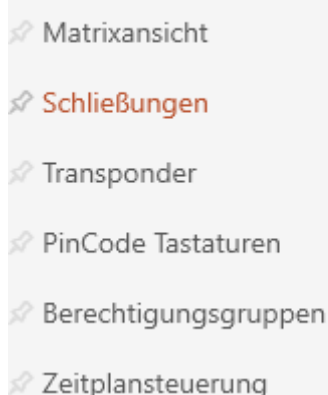 Matrixansicht
Schließungen
Transponder
PinCode Tastaturen
Berechtigungsgruppen
Zeitplansteuerung